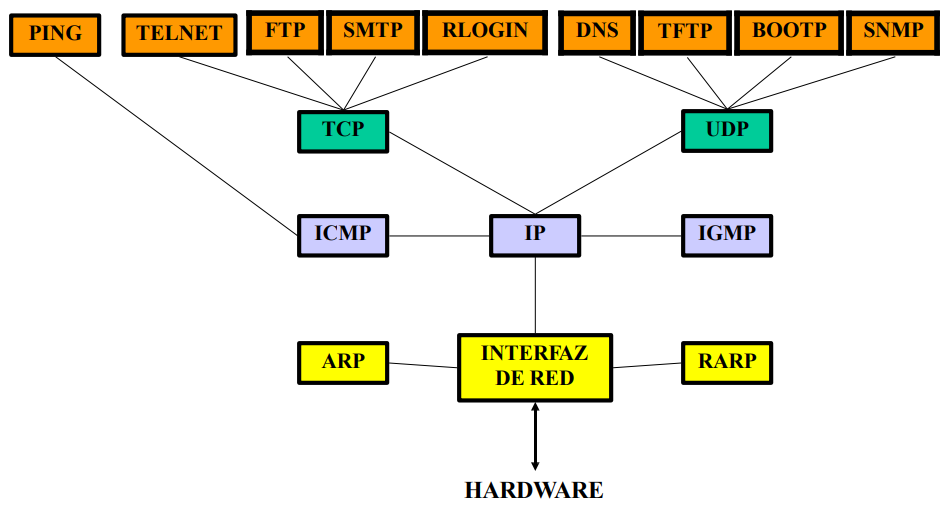 PING
TELNET
FTP
SMTP
RLOGIN
DNS
TFTP
BOOTP
SNMP
TCP
UDP
ICMP
IP
IGMP
ARP
INTERFAZ
DE RED
RARP
HARDWARE